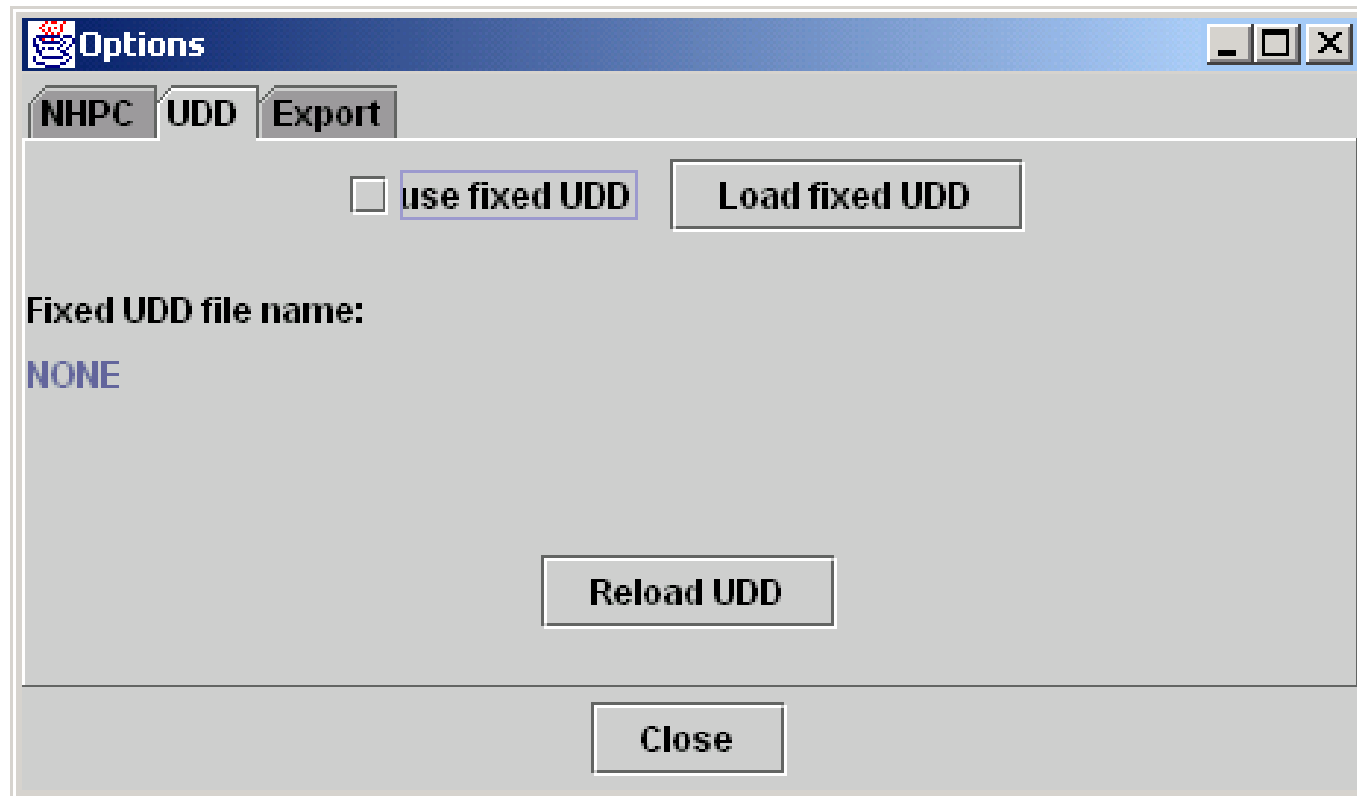 Options
NHPC UDD Export
use fixed UDD Load fixed UDD
Fixed UDD file name:
NONE
Reload UDD
Close